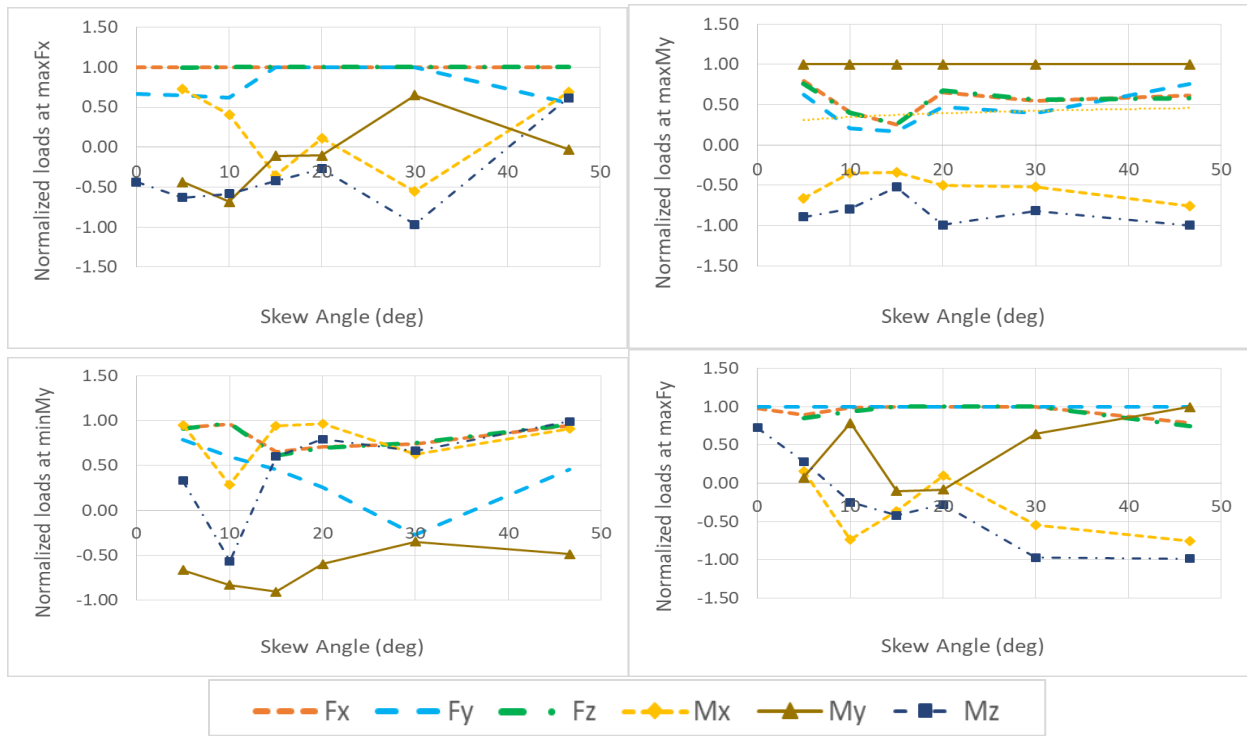 Normalized loads at maxFx
1.50
1.00
0.50
0.00
-0.50
-1.00
-1.50
0 10 20 30 40 50
Skew Angle (deg)
Normalized loads at maxMy
1.50
1.00
0.50
0.00
-0.50
-1.00
-1.50
0 10 20 30 40 50
Skew Angle (deg)
Normalized loads at minMy
1.50
1.00
0.50
0.00
-0.50
-1.00
0 10 20 30 40 50
Skew Angle (deg)
Normalized loads at maxFy
1.50
1.00
0.50
0.00
-0.50
-1.00
-1.50
0 10 20 30 40 50
Skew Angle (deg)
Fx Fy Fz Mx My Mz